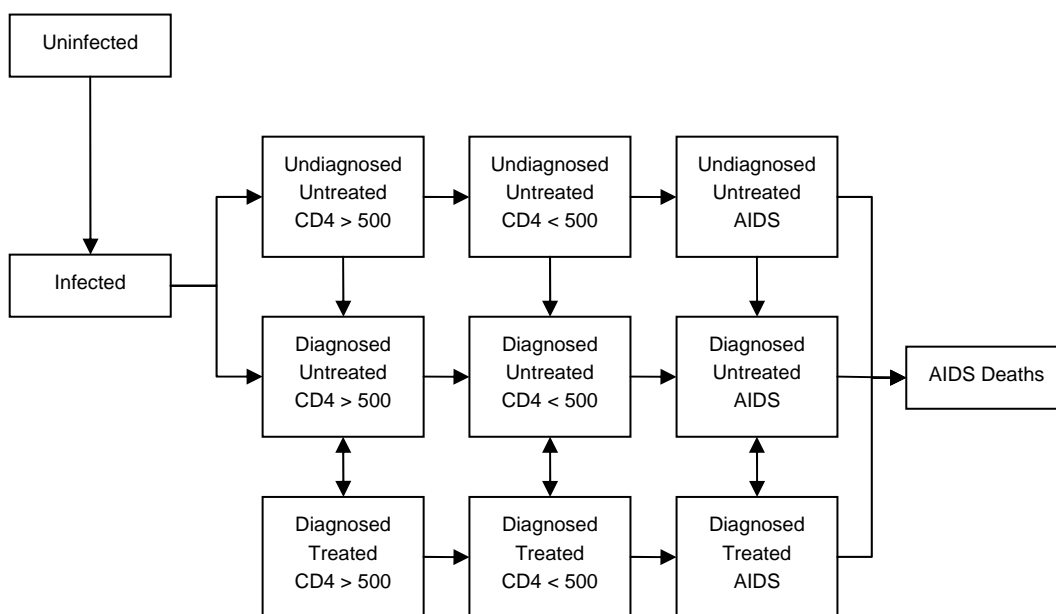 Uninfected
Undiagnosed
Untreated
CD4 > 500
Undiagnosed
Untreated
CD4 < 500
Undiagnosed
Untreated
AIDS
Infected
Diagnosed
Untreated
CD4 > 500
Diagnosed
Untreated
CD4 < 500
Diagnosed
Untreated
AIDS
AIDS Deaths
Diagnosed
Treated
CD4 > 500
Diagnosed
Treated
CD4 < 500
Diagnosed
Treated
AIDS